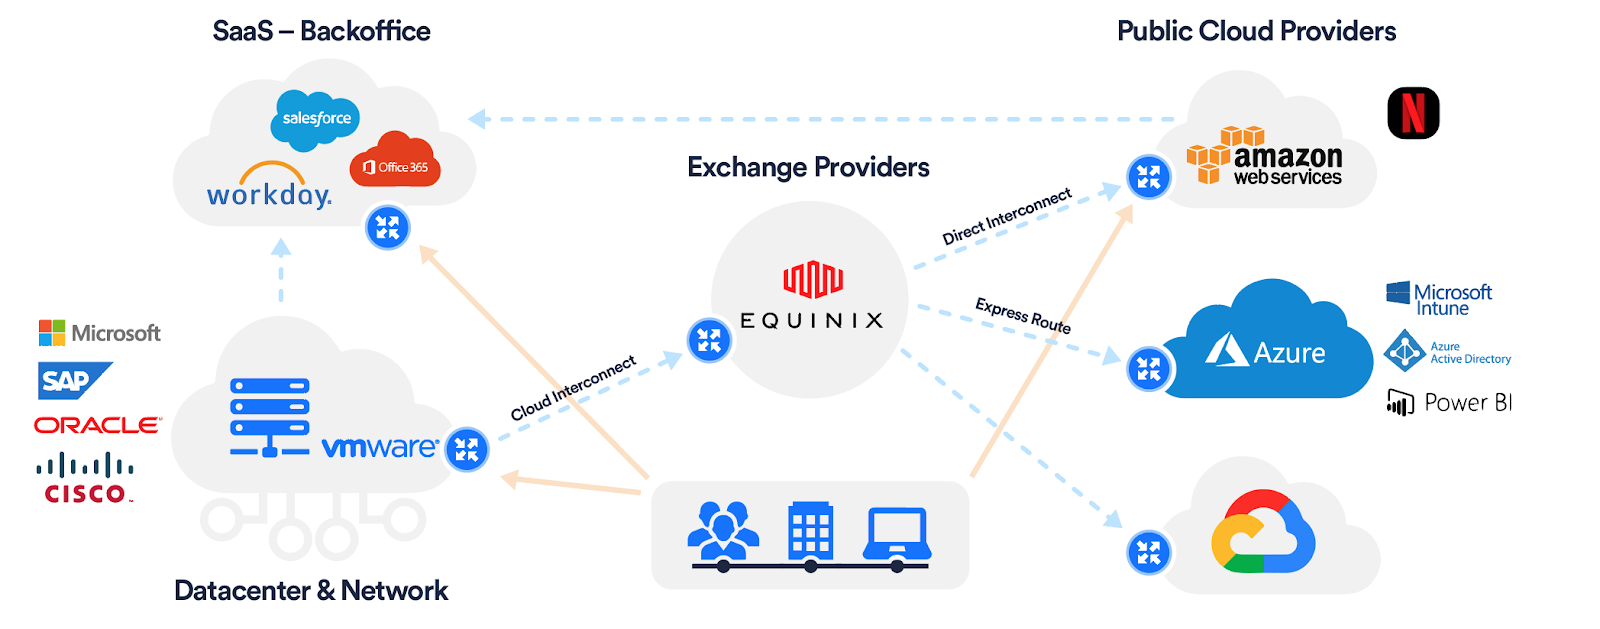 SaaS – Backoffice
Public Cloud Providers
salesforce
Office 365
workday.
Exchange Providers
N
amazon
web services
Direct Interconnect
EQUINIX
Express Route
Microsoft
Intune
Azure
Azure
Active Directory
Power BI
Microsoft
SAP
ORACLE
CISCO
vmware
Cloud Interconnect
Datacenter & Network